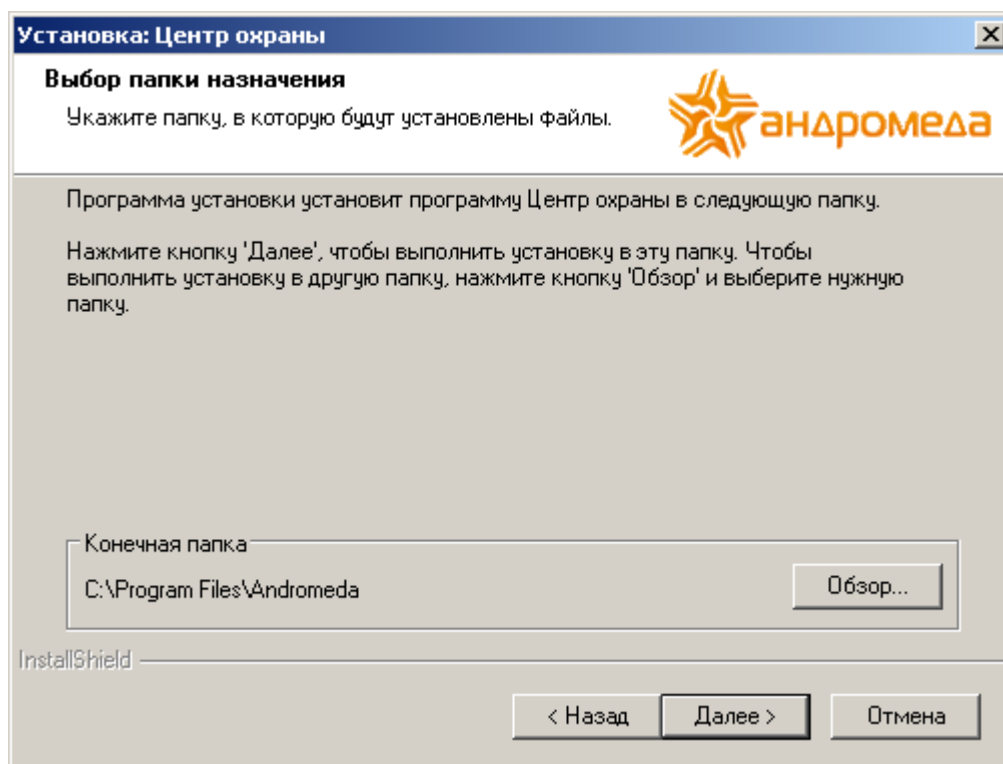 Установка: Центр охраны
Выбор папки назначения
Укажите папку, в которую будут установлены файлы.
андромеда
Программа установки установит программу Центр охраны в следующую папку.
Нажмите кнопку 'Далее', чтобы выполнить установку в эту папку. Чтобы
выполнить установку в другую папку, нажмите кнопку 'Обзор' и выберите нужную
папку.
Конечная папка
C:\Program Files\Andromeda
Обзор...
InstallShield
< Назад
Далее >
Отмена